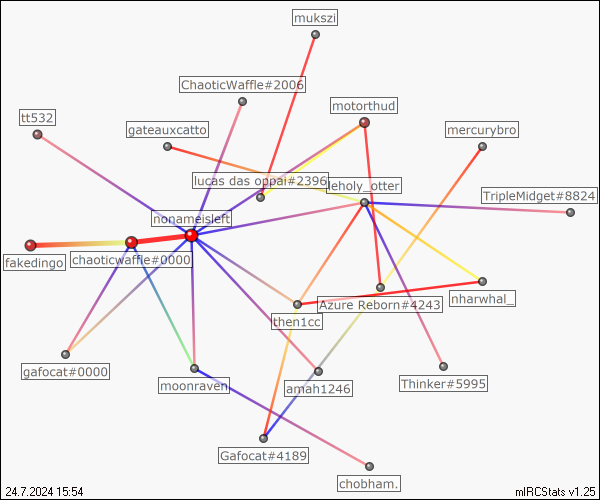 mukszi
ChaoticWaffle#2006
motorthud
tt532
gateauxcatto
mercurybro
lucas das oppai#2396
leholy_otter
TripleMidget#8824
nonameisleft
fakedingo
chaoticwaffle#0000
Azure Reborn#4243
nharwhal_
then1cc
gafocat#0000
moonraven
amah1246
Thinker#5995
Gafocat#4189
chobham.
24.7.2024 15:54
mIRCStats v1.25